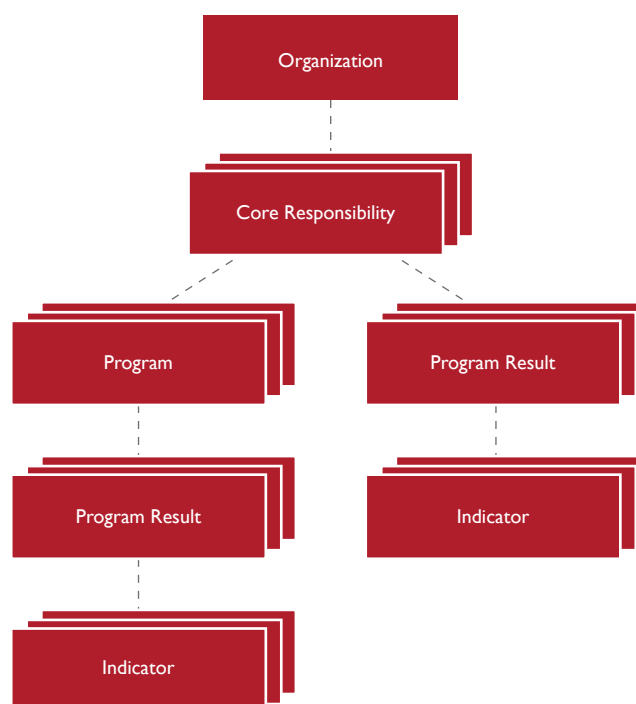 Organization
Core Responsibility
Program
Program Result
Program Result
Indicator
Indicator